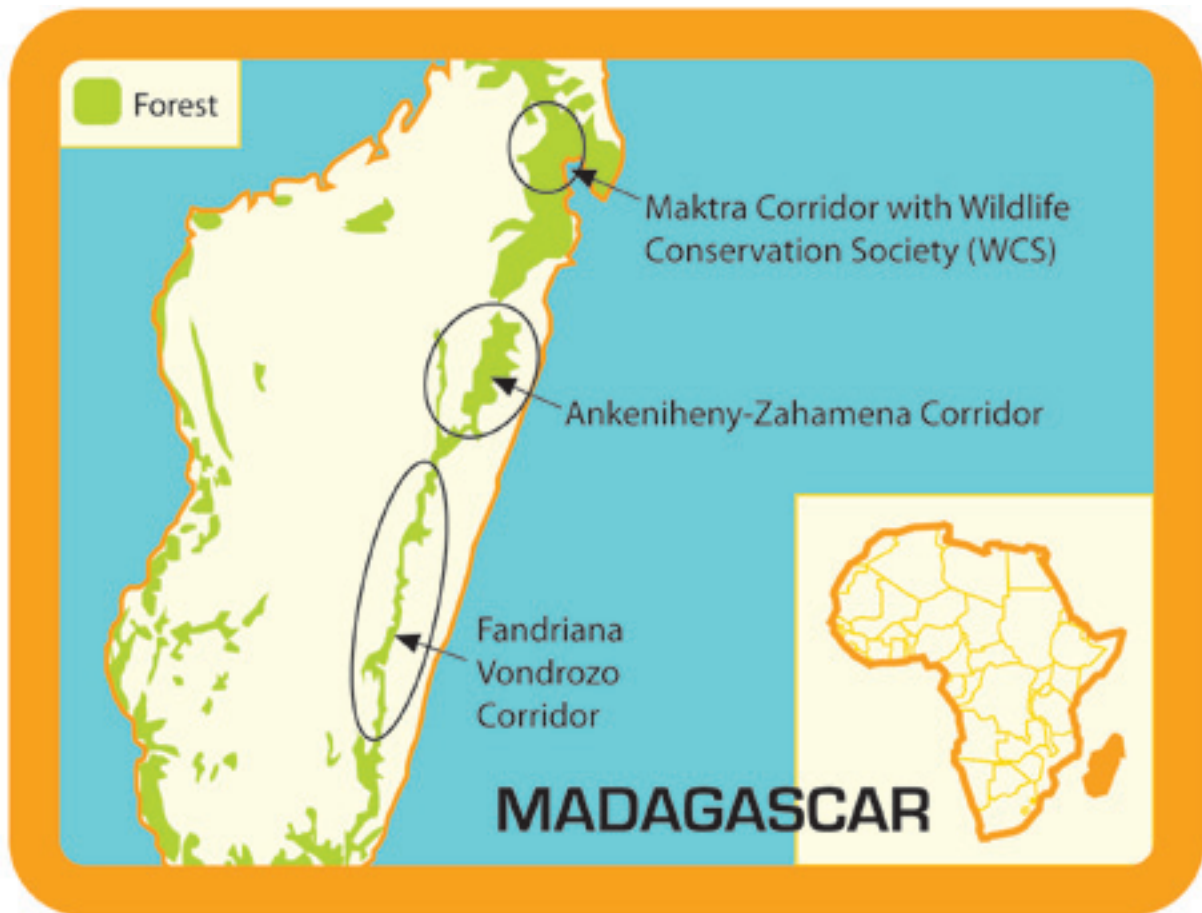 Forest
Maktra Corridor with Wildlife
Conservation Society (WCS)
Ankeniheny-Zahamena Corridor
Fandriana
Vondrozo
Corridor
MADAGASCAR